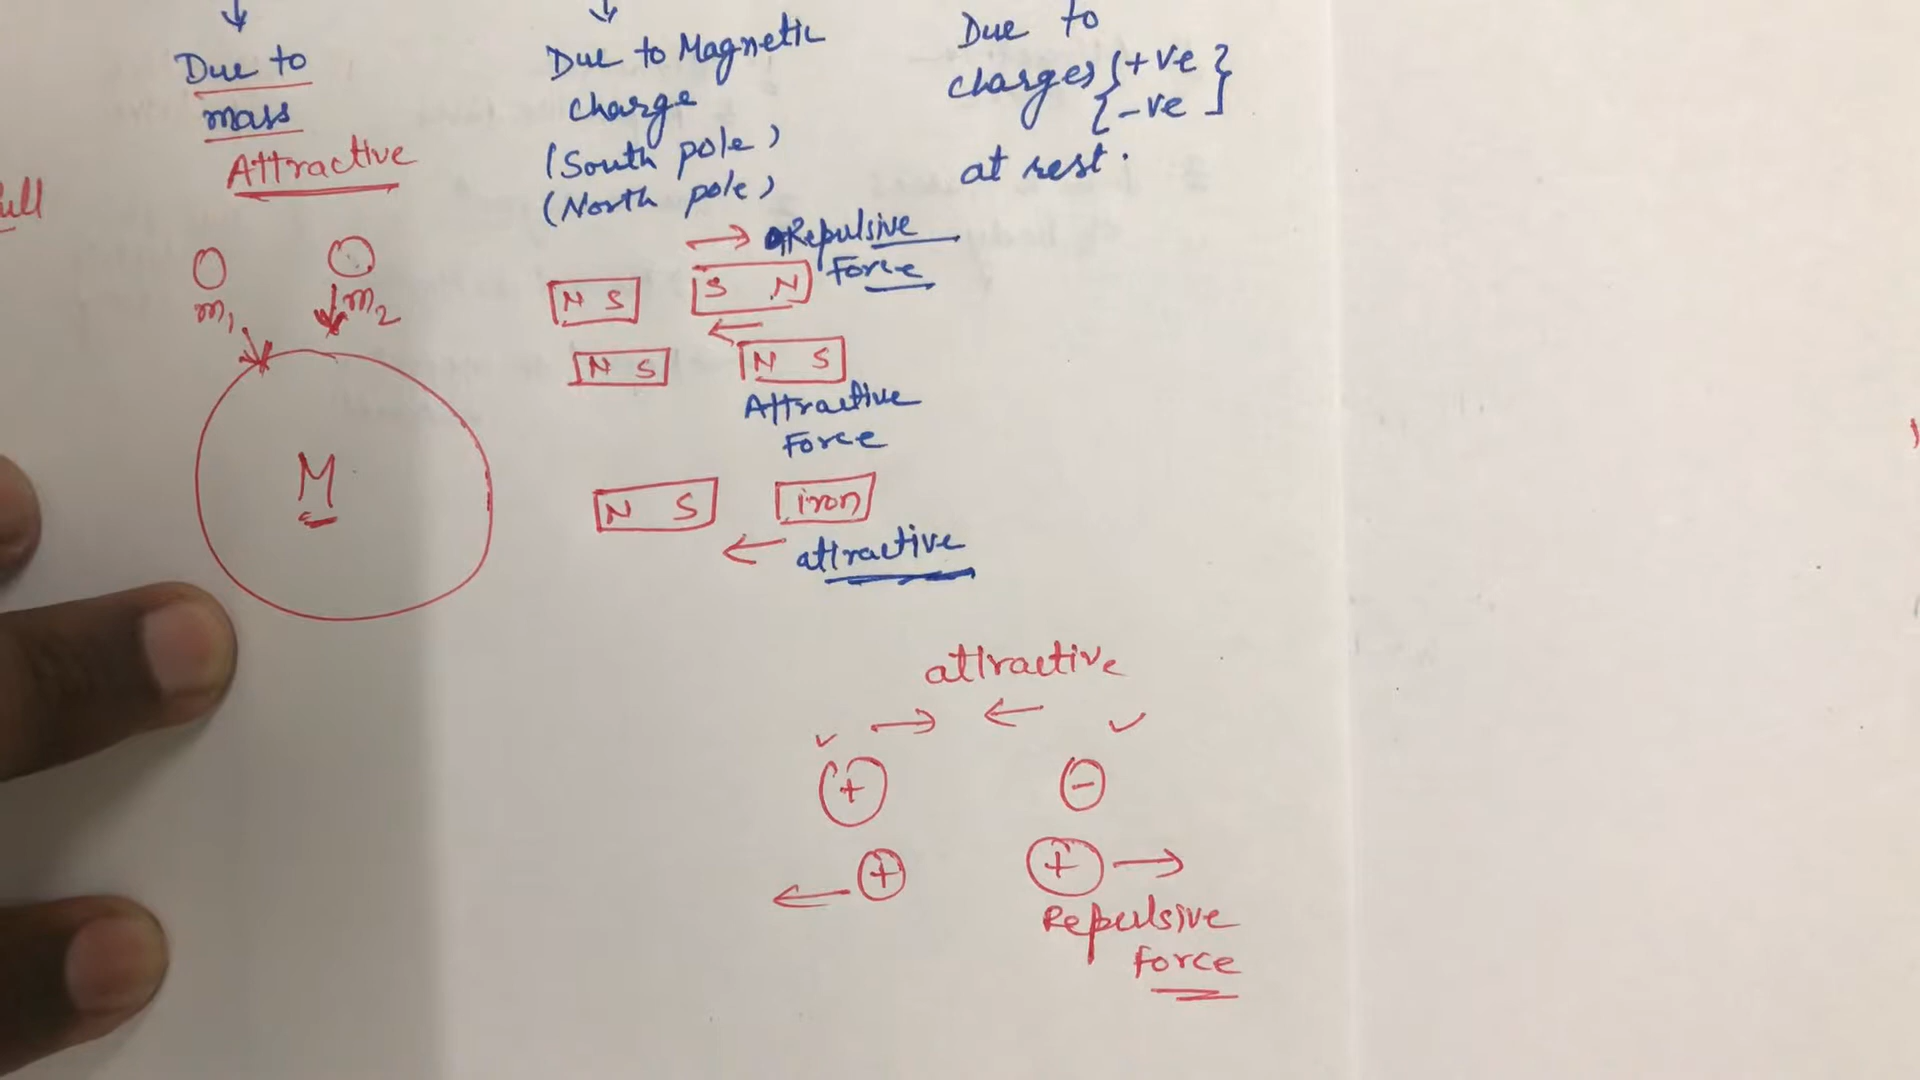 Due to
mass
Attractive
m1
m2
M
Due to Magnetic
charge
(South pole)
(North pole)
Repulsive
Force
N S
S N
N S
N S
Attractive
Force
N S
iron
attractive
Due to
charges { +ve }
{ -ve }
at rest.
attractive
+
-
+
+
Repulsive
Force